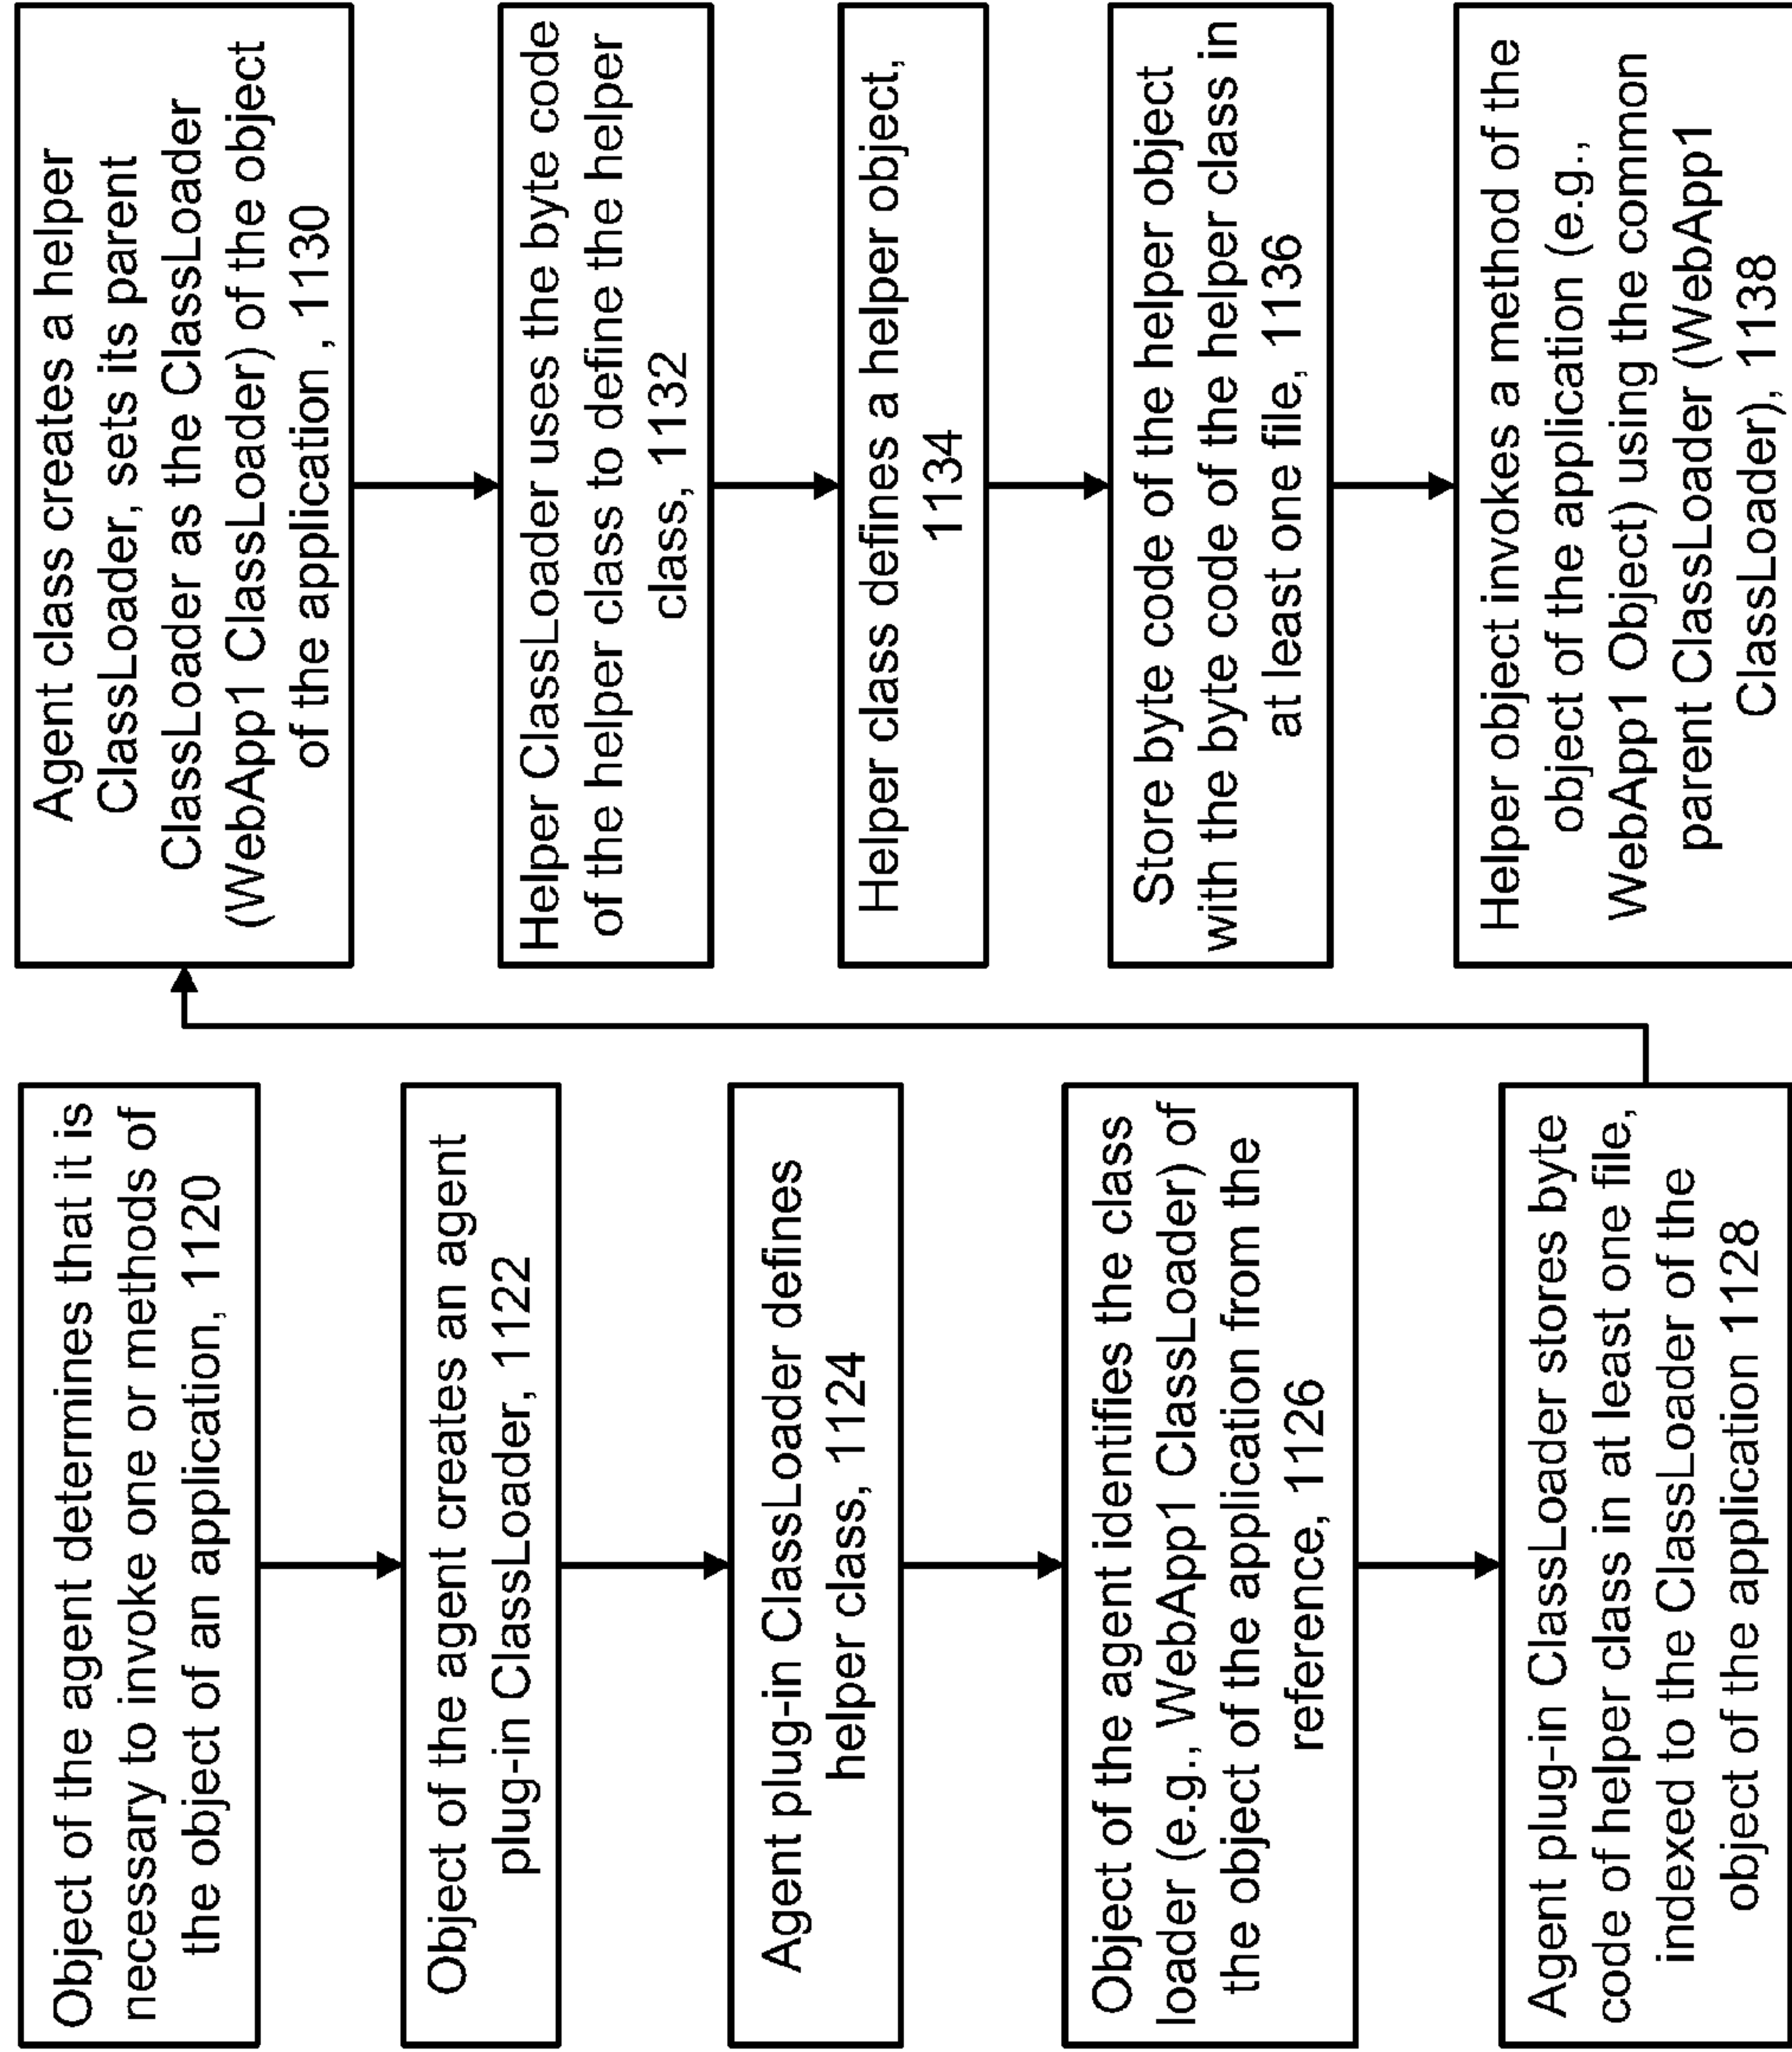 Object of the agent determines that it is
necessary to invoke one or methods of
the object of an application, 1120
Object of the agent creates an agent
plug-in ClassLoader, 1122
Agent plug-in ClassLoader defines
helper class, 1124
Object of the agent identifies the class
loader (e.g., WebApp1 ClassLoader) of
the object of the application from the
reference, 1126
Agent plug-in ClassLoader stores byte
code of helper class in at least one file,
indexed to the ClassLoader of the
object of the application 1128
Agent class creates a helper
ClassLoader, sets its parent
ClassLoader as the ClassLoader
(WebApp1 ClassLoader) of the object
of the application , 1130
Helper ClassLoader uses the byte code
of the helper class to define the helper
class, 1132
Helper class defines a helper object,
1134
Store byte code of the helper object
with the byte code of the helper class in
at least one file, 1136
Helper object invokes a method of the
object of the application (e.g.,
WebApp1 Object) using the common
parent ClassLoader (WebApp1
ClassLoader), 1138